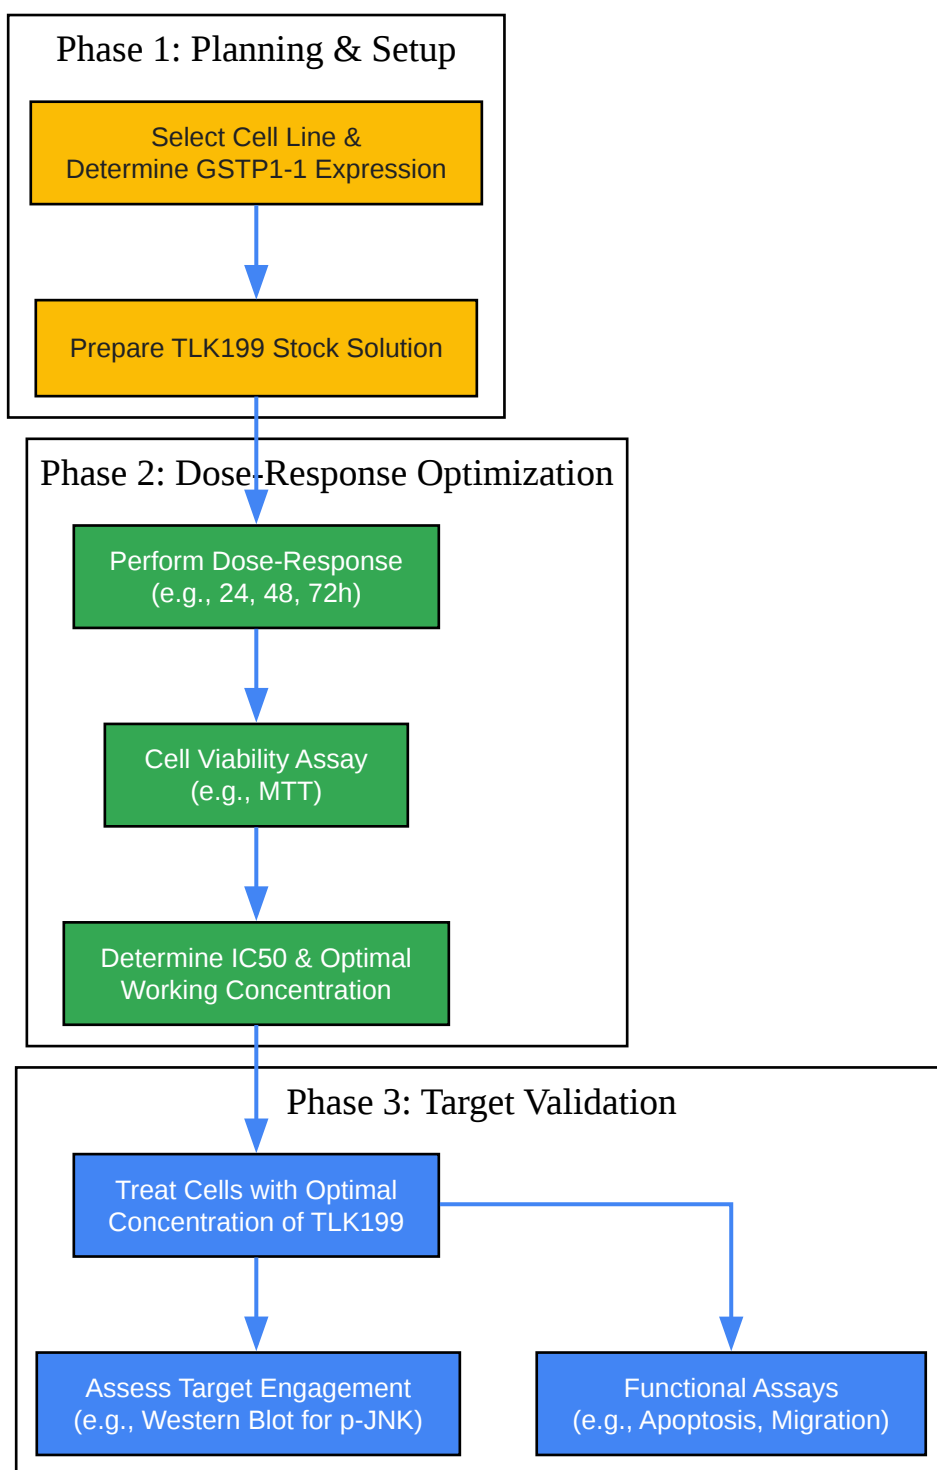 Phase 1: Planning & Setup
Select Cell Line &
Determine GSTP1-1 Expression
Prepare TLK199 Stock Solution
Phase 2: Dose-Response Optimization
Perform Dose-Response
(e.g., 24, 48, 72h)
Cell Viability Assay
(e.g., MTT)
Determine IC50 & Optimal
Working Concentration
Phase 3: Target Validation
Treat Cells with Optimal
Concentration of TLK199
Assess Target Engagement
(e.g., Western Blot for p-JNK)
Functional Assays
(e.g., Apoptosis, Migration)